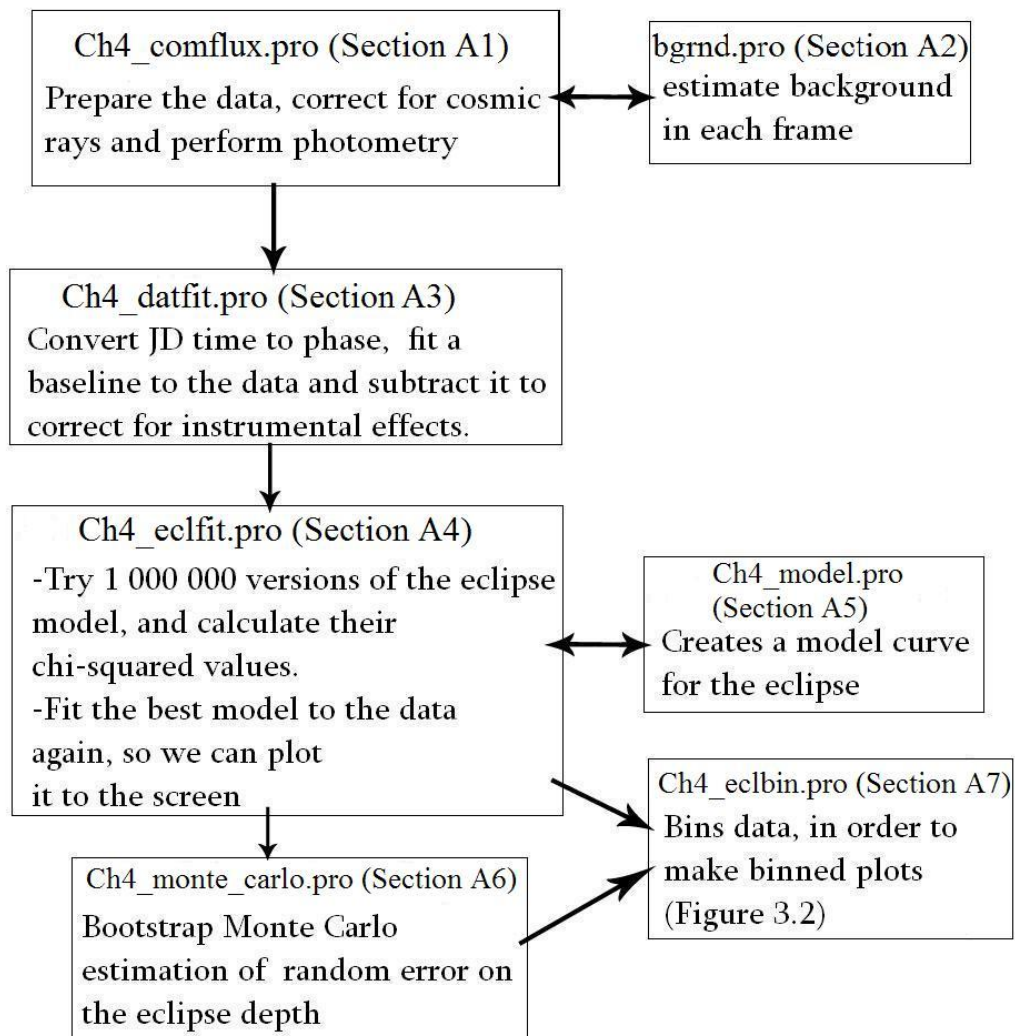 Ch4_comflux.pro (Section A1)
Prepare the data, correct for cosmic
rays and perform photometry
bgrnd.pro (Section A2)
estimate background
in each frame
Ch4_datfit.pro (Section A3)
Convert JD time to phase, fit a
baseline to the data and subtract it to
correct for instrumental effects.
Ch4_eclfit.pro (Section A4)
-Try 1 000 000 versions of the eclipse
model, and calculate their
chi-squared values.
-Fit the best model to the data
again, so we can plot
it to the screen
Ch4_model.pro
(Section A5)
Creates a model curve
for the eclipse
Ch4_eclbin.pro (Section A7)
Bins data, in order to
make binned plots
(Figure 3.2)
Ch4_monte_carlo.pro (Section A6)
Bootstrap Monte Carlo
estimation of random error on
the eclipse depth